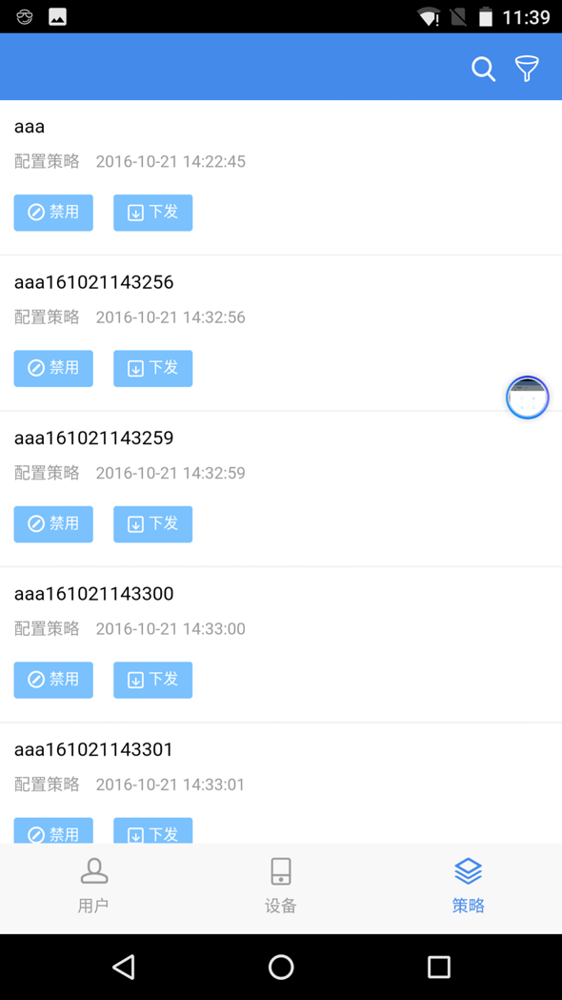 11:39
aaa
配置策略 2016-10-21 14:22:45
禁用 下发
aaa161021143256
配置策略 2016-10-21 14:32:56
禁用 下发
aaa161021143259
配置策略 2016-10-21 14:32:59
禁用 下发
aaa161021143300
配置策略 2016-10-21 14:33:00
禁用 下发
aaa161021143301
配置策略 2016-10-21 14:33:01
禁用 下发
用户 设备 策略